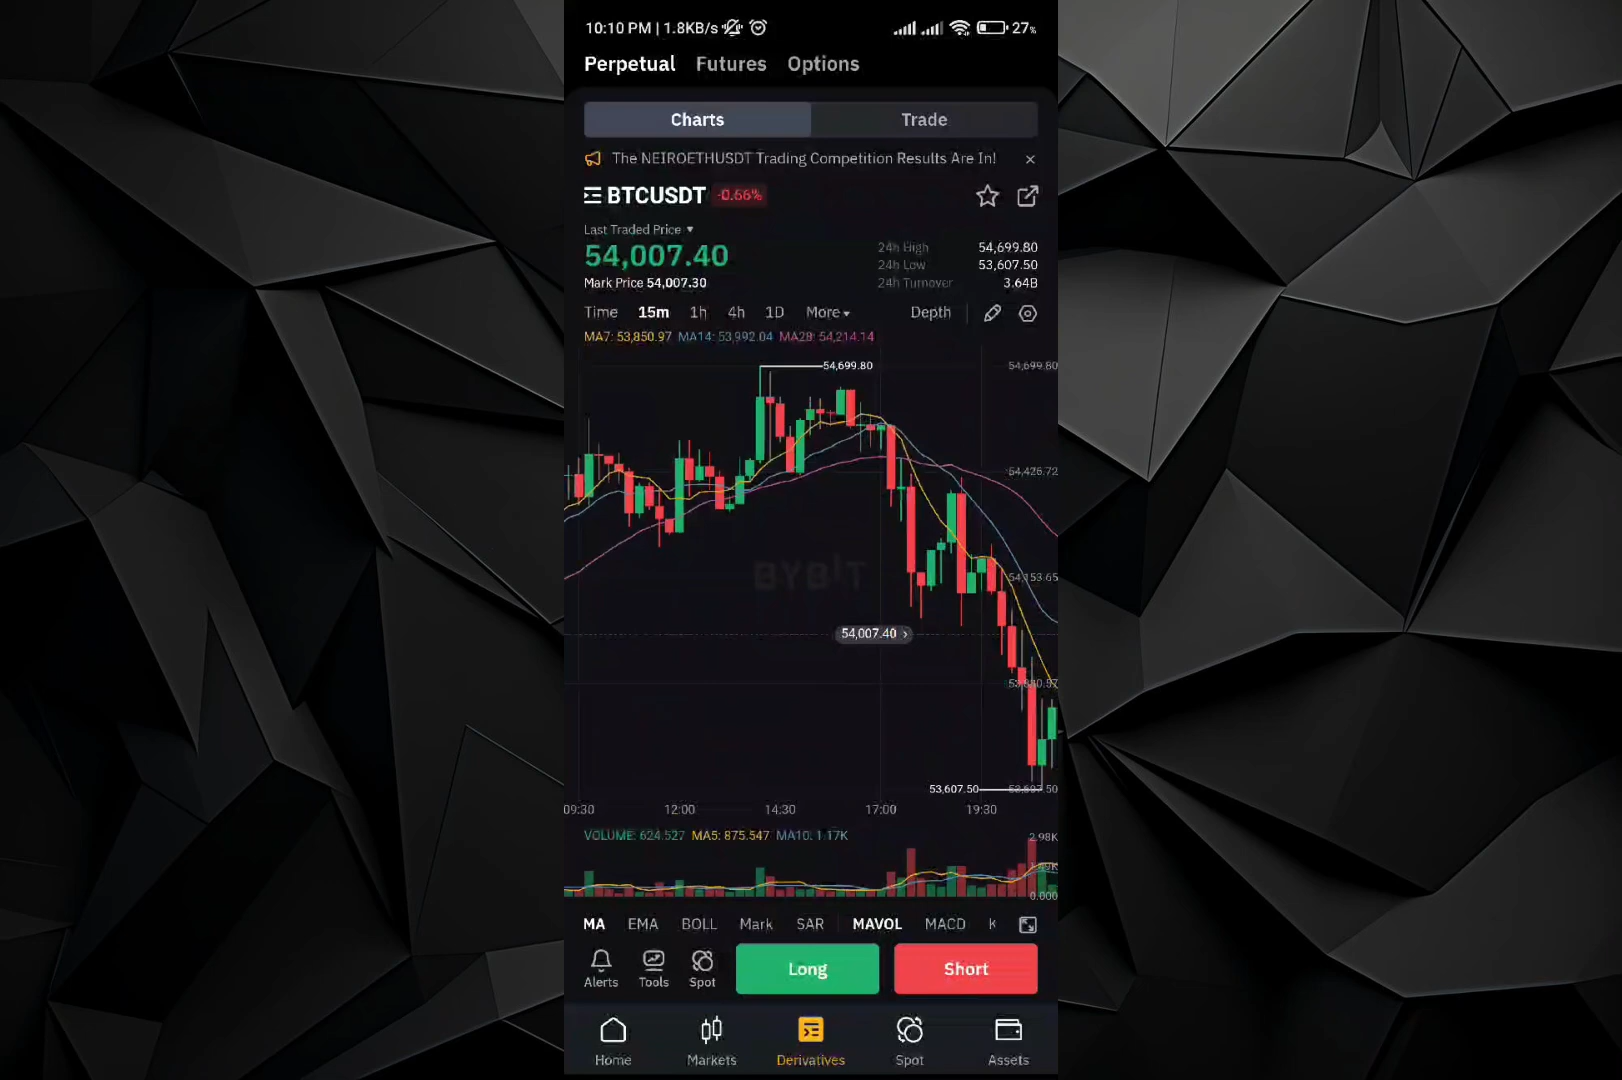 10:10 PM | 1.8KB/s 27%
Perpetual Futures Options
Charts Trade
The NEIROETHUSDT Trading Competition Results Are In! ×
BTCUSDT -0.56%
Last Traded Price
54,007.40
Mark Price 54,007.30
24h High 54,699.80
24h Low 53,607.50
24h Turnover 3.64B
Time 15m 1h 4h 1D More Depth
MA7: 53,850.97 MA14: 53,992.04 MA28: 54,214.14
54,699.80 54,699.80
54,426.72
BYBIT
54,153.65
54,007.40 >
53,607.50
09:30 12:00 14:30 17:00 19:30
VOLUME: 624.527 MA5: 875.547 MA10: 1.17K
2.98K
0.000
MA EMA BOLL Mark SAR MAVOL MACD K
Alerts Tools Spot Long Short
Home Markets Derivatives Spot Assets